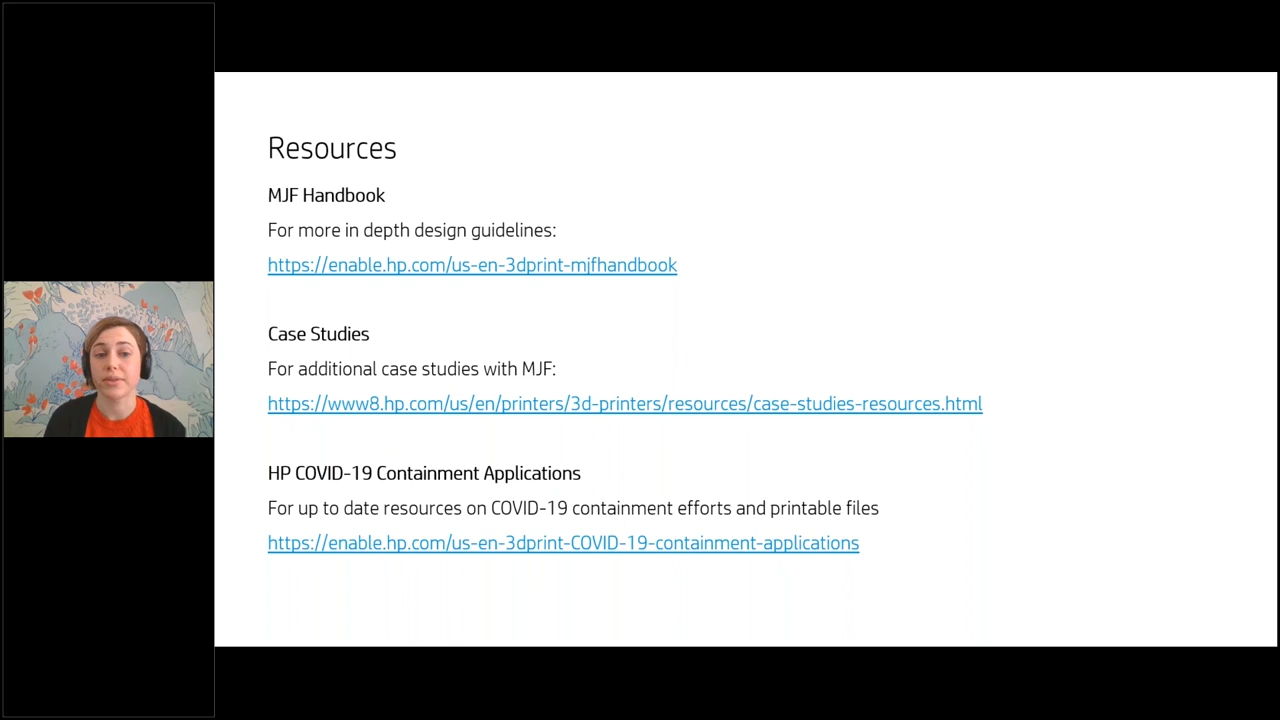 Resources
MJF Handbook
For more in depth design guidelines:
https://enable.hp.com/us-en-3dprint-mjfhandbook
Case Studies
For additional case studies with MJF:
https://www8.hp.com/us/en/printers/3d-printers/resources/case-studies-resources.html
HP COVID-19 Containment Applications
For up to date resources on COVID-19 containment efforts and printable files
https://enable.hp.com/us-en-3dprint-COVID-19-containment-applications